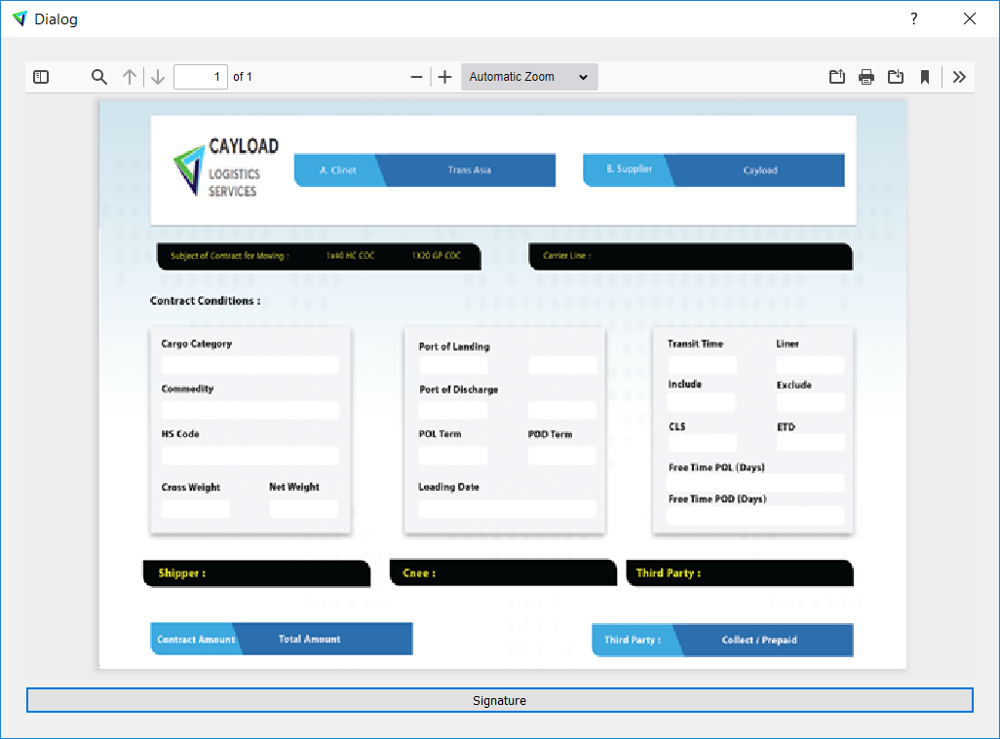 Dialog
?
1 of 1
Automatic Zoom
CAYLOAD
LOGISTICS
SERVICES
A. Clinet Trans Asia
B. Supplier Cayload
Subject of Contract for Moving : 1x40 HC COC 1X20 GP COC
Carrier Line :
Contract Conditions :
Cargo Category
Commedity
HS Code
Cross Weight Net Weight
Port of Landing
Port of Discharge
POL Term POD Term
Loading Date
Transit Time Liner
Include Exclude
CLS ETD
Free Time POL (Days)
Free Time POD (Days)
Shipper :
Cnee :
Third Party :
Contract Amount Total Amount
Third Party : Collect / Prepaid
Signature